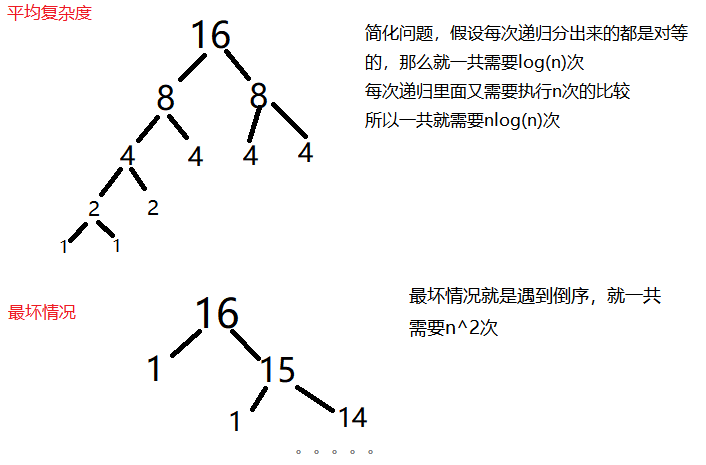 平均复杂度
16
简化问题，假设每次递归分出来的都是对等
的，那么就一共需要log(n)次
每次递归里面又需要执行n次的比较
所以一共就需要nlog(n)次
8 8
4 4 4 4
2 2
1 1
最坏情况
16
最坏情况就是遇到倒序，就一共
需要n^2次
1 15
1 14
。。。。。